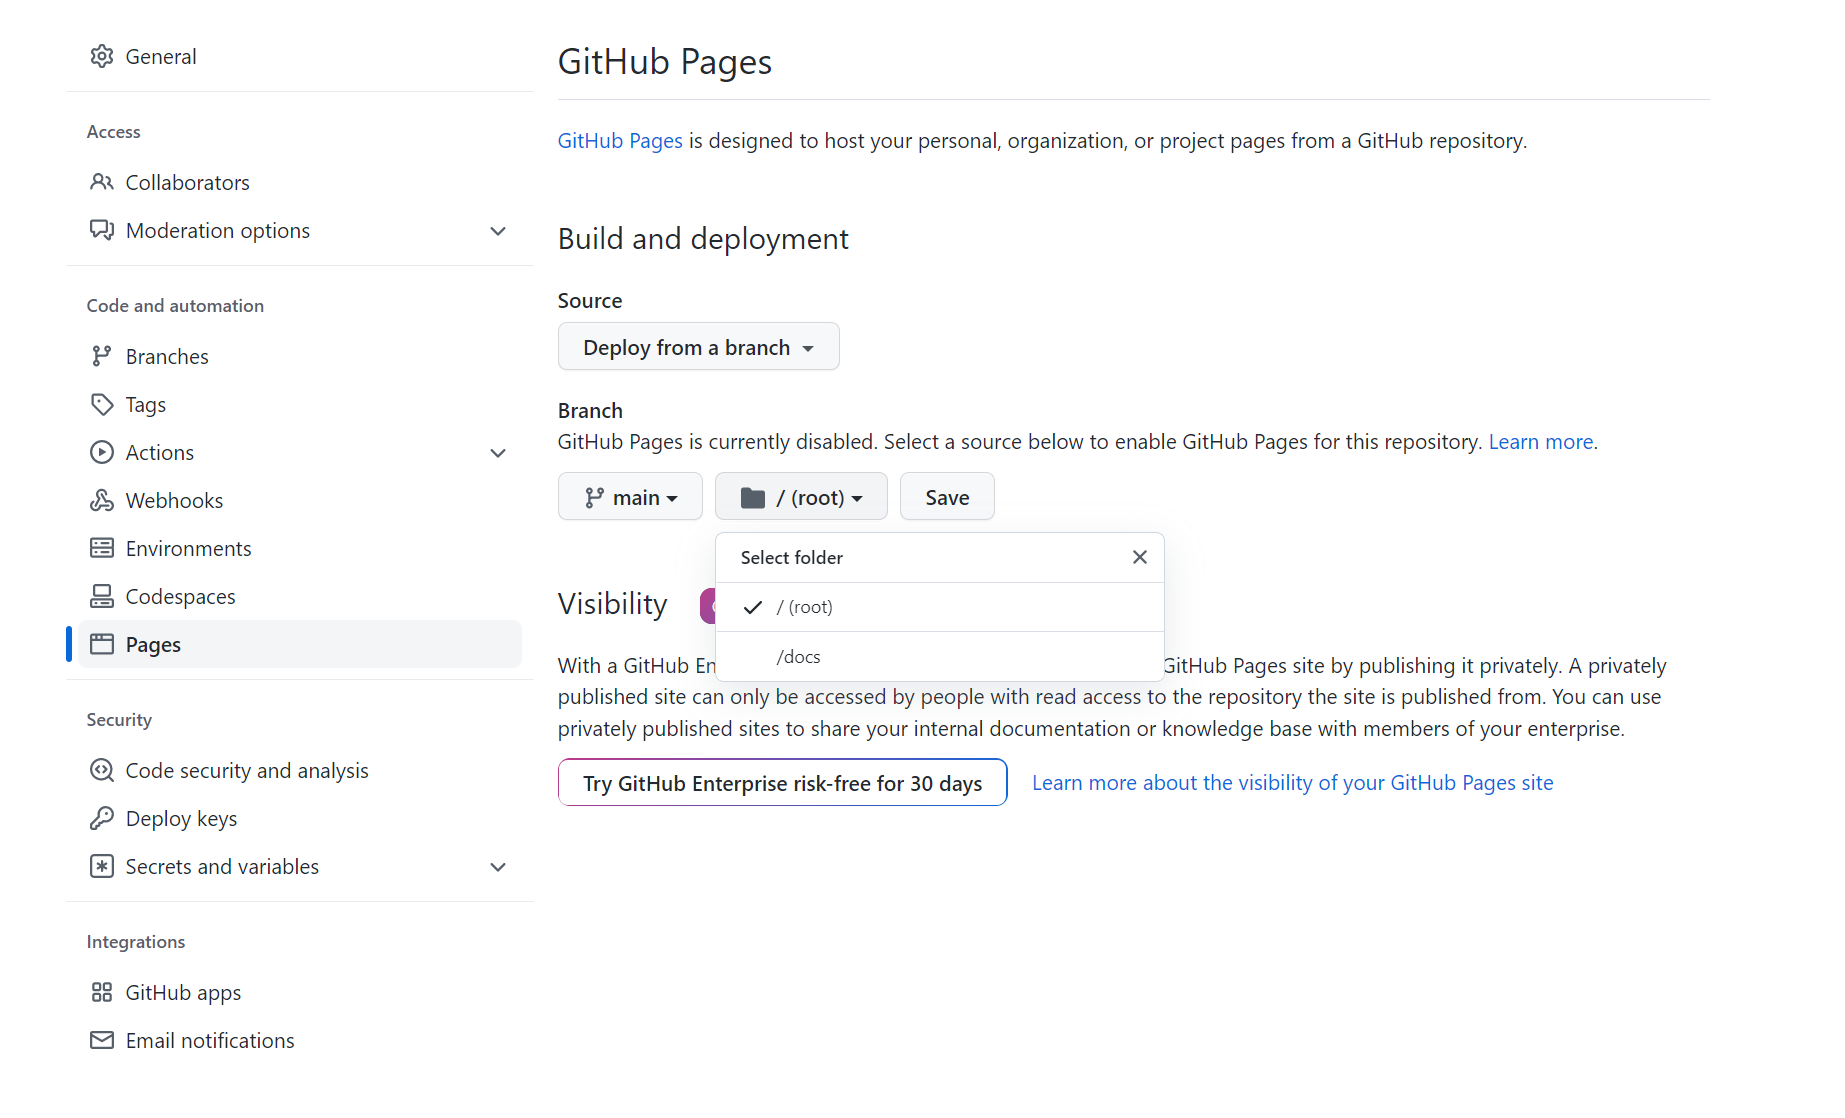 General
Access
Collaborators
Moderation options
Code and automation
Branches
Tags
Actions
Webhooks
Environments
Codespaces
Pages
Security
Code security and analysis
Deploy keys
Secrets and variables
Integrations
GitHub apps
Email notifications
GitHub Pages
GitHub Pages is designed to host your personal, organization, or project pages from a GitHub repository.
Build and deployment
Source
Deploy from a branch
Branch
GitHub Pages is currently disabled. Select a source below to enable GitHub Pages for this repository. Learn more.
main
/ (root)
Save
Select folder
/ (root)
/docs
Visibility
With a GitHub En
GitHub Pages site by publishing it privately. A privately
published site can only be accessed by people with read access to the repository the site is published from. You can use
privately published sites to share your internal documentation or knowledge base with members of your enterprise.
Try GitHub Enterprise risk-free for 30 days
Learn more about the visibility of your GitHub Pages site